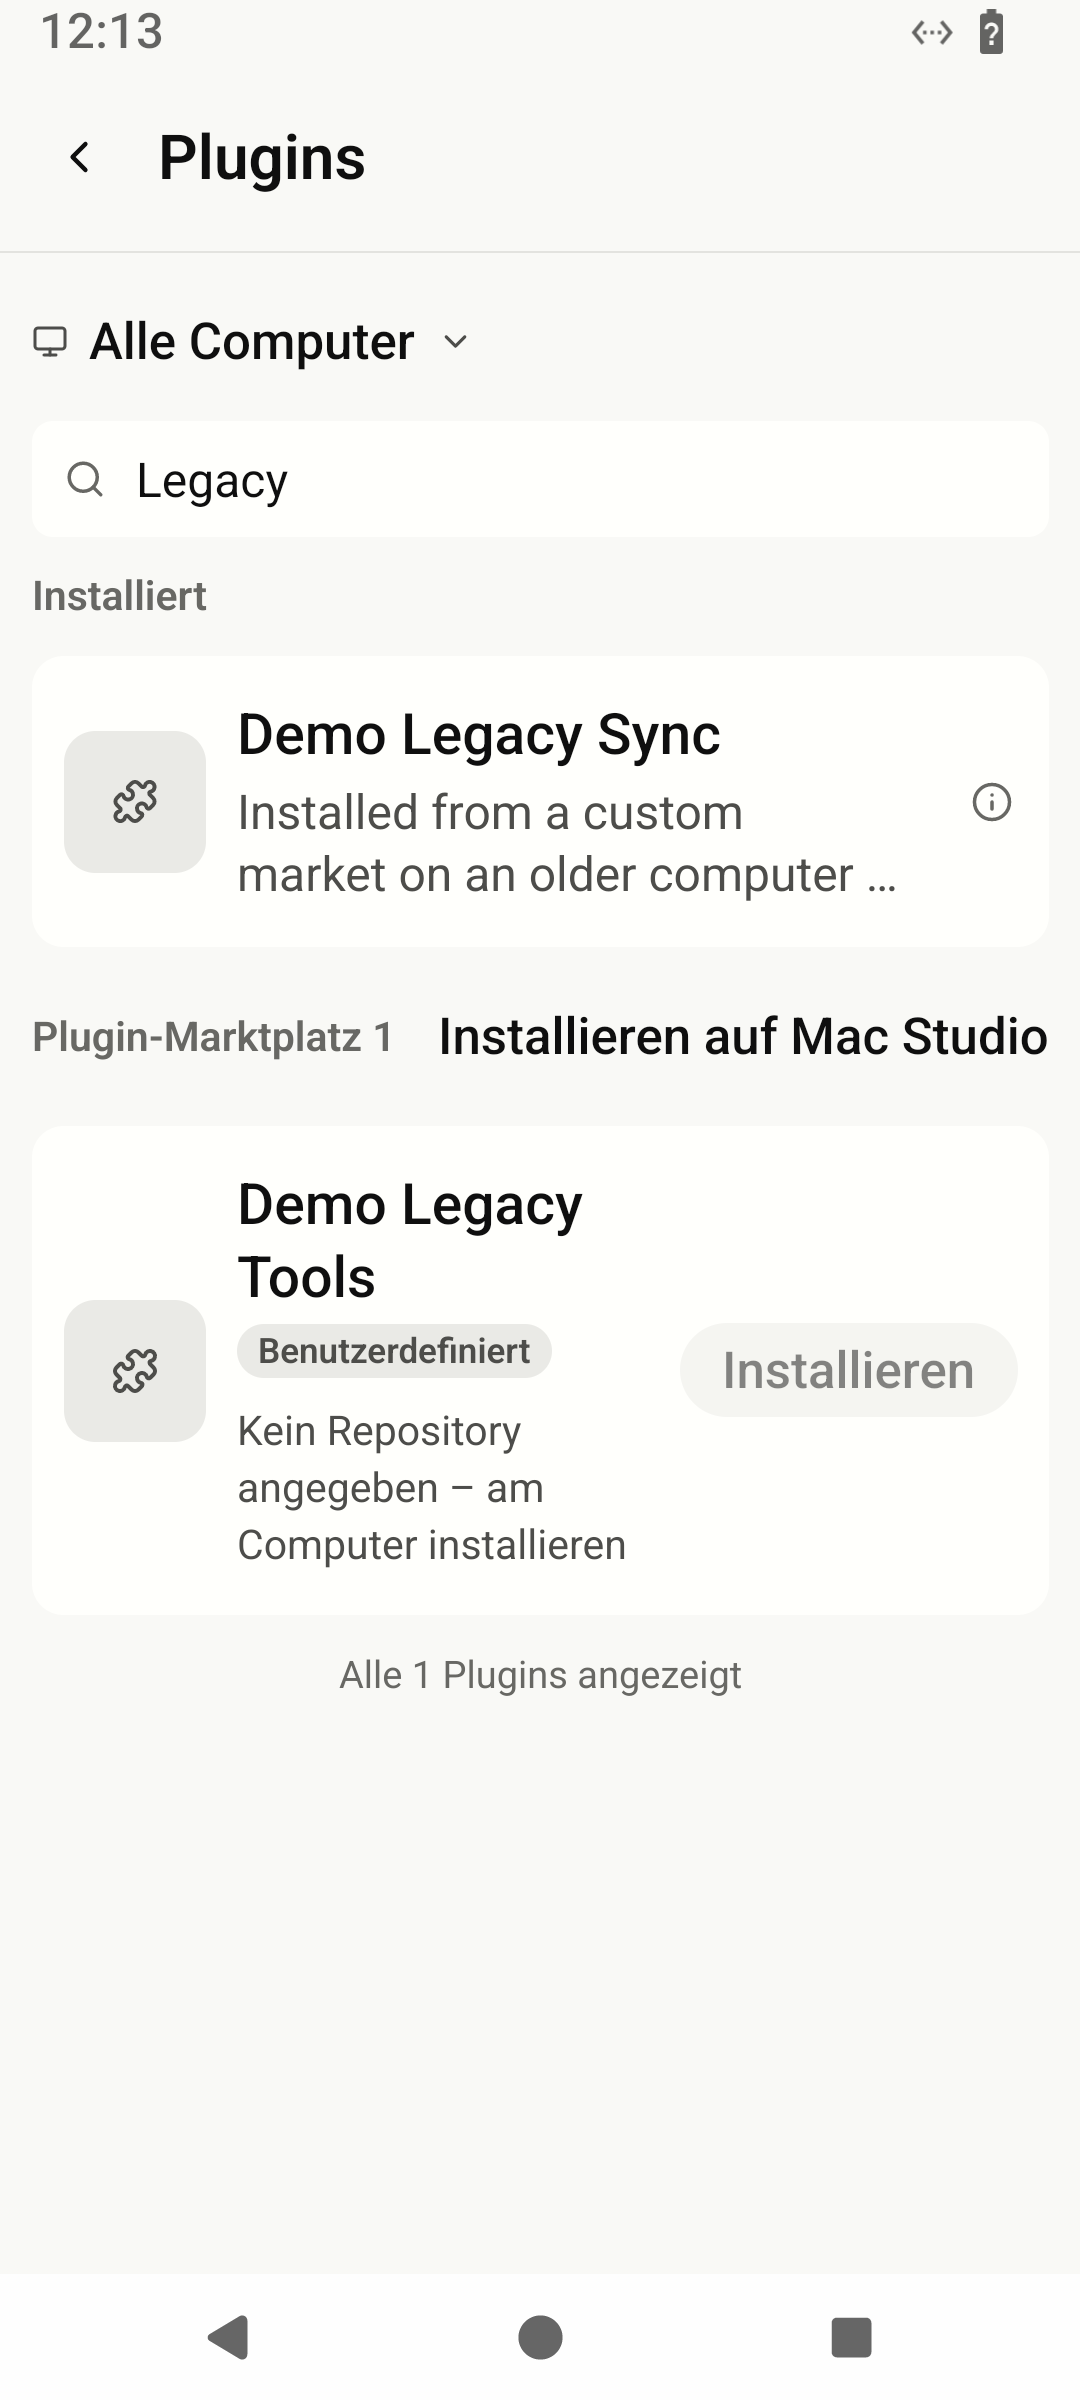 12:13
Plugins
Alle Computer
Legacy
Installiert
Demo Legacy Sync
Installed from a custom
market on an older computer ...
Plugin-Marktplatz 1
Installieren auf Mac Studio
Demo Legacy
Tools
Benutzerdefiniert
Installieren
Kein Repository
angegeben – am
Computer installieren
Alle 1 Plugins angezeigt